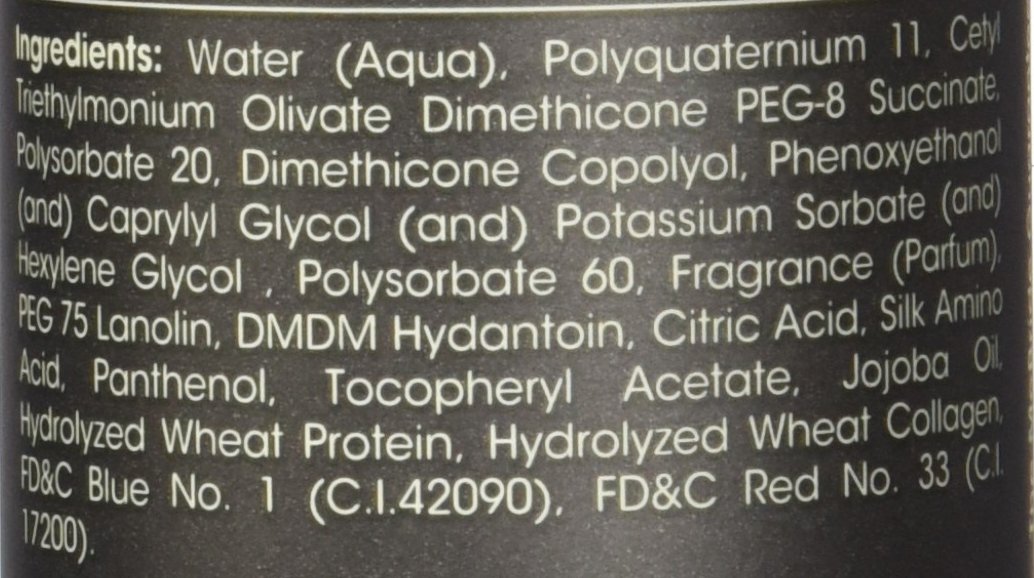 Ingredients: Water (Aqua), Polyquaternium 11, Cetyl
Triethylmonium Olivate Dimethicone PEG-8 Succinate,
Polysorbate 20, Dimethicone Copolyol, Phenoxyethanol
(and) Caprylyl Glycol (and) Potassium Sorbate (and)
Hexylene Glycol , Polysorbate 60, Fragrance (Parfum),
PEG 75 Lanolin, DMDM Hydantoin, Citric Acid, Silk Amino
Acid, Panthenol, Tocopheryl Acetate, Jojoba Oil,
Hydrolyzed Wheat Protein, Hydrolyzed Wheat Collagen,
FD&C Blue No. 1 (C.I.42090), FD&C Red No. 33 (C.I.
17200).